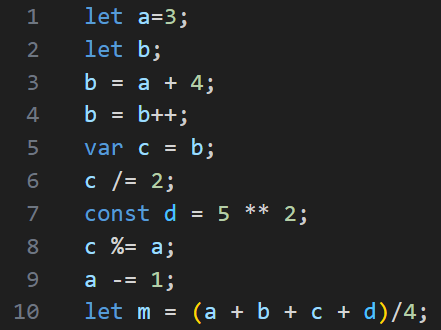 1 let a=3;
2 let b;
3 b = a + 4;
4 b = b++;
5 var c = b;
6 c /= 2;
7 const d = 5 ** 2;
8 c %= a;
9 a -= 1;
10 let m = (a + b + c + d)/4;